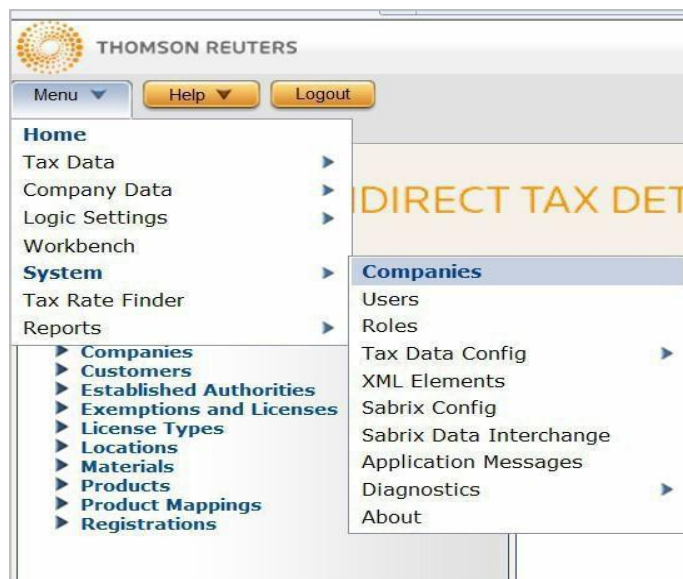 THOMSON REUTERS
Menu
Help
Logout
Home
Tax Data
Company Data
Logic Settings
Workbench
System
Tax Rate Finder
Reports
NDIRECT TAX DET
Companies
Users
Roles
Tax Data Config
XML Elements
Sabrix Config
Sabrix Data Interchange
Application Messages
Diagnostics
About
Companies
Customers
Established Authorities
Exemptions and Licenses
License Types
Locations
Materials
Products
Product Mappings
Registrations